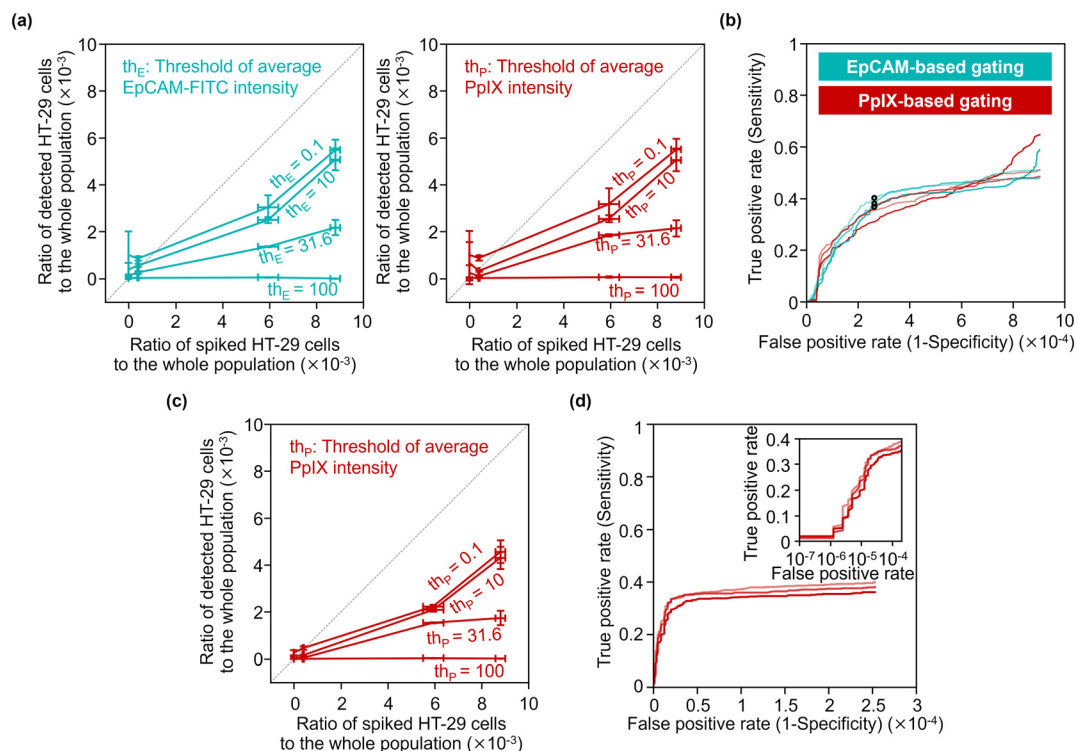 (a)
Ratio of detected HT-29 cells
to the whole population (×10⁻³)
10
8
6
4
2
0
th_E: Threshold of average
EpCAM-FITC intensity
th_E = 0.1
th_E = 10
th_E = 31.6
th_E = 100
0 2 4 6 8 10
Ratio of spiked HT-29 cells
to the whole population (×10⁻³)
Ratio of detected HT-29 cells
to the whole population (×10⁻³)
10
8
6
4
2
0
th_P: Threshold of average
PpIX intensity
th_P = 0.1
th_P = 10
th_P = 31.6
th_P = 100
0 2 4 6 8 10
Ratio of spiked HT-29 cells
to the whole population (×10⁻³)
(b)
True positive rate (Sensitivity)
1
0.8
0.6
0.4
0.2
0
EpCAM-based gating
PpIX-based gating
0 2 4 6 8 10
False positive rate (1-Specificity) (×10⁻⁴)
(c)
Ratio of detected HT-29 cells
to the whole population (×10⁻³)
10
8
6
4
2
0
th_P: Threshold of average
PpIX intensity
th_P = 0.1
th_P = 10
th_P = 31.6
th_P = 100
0 2 4 6 8 10
Ratio of spiked HT-29 cells
to the whole population (×10⁻³)
(d)
True positive rate (Sensitivity)
1
0.8
0.6
0.4
0.2
0
True positive rate
0.4
0.3
0.2
0.1
0
10⁻⁷ 10⁻⁶ 10⁻⁵ 10⁻⁴
False positive rate
0 0.5 1 1.5 2 2.5 3
False positive rate (1-Specificity) (×10⁻⁴)